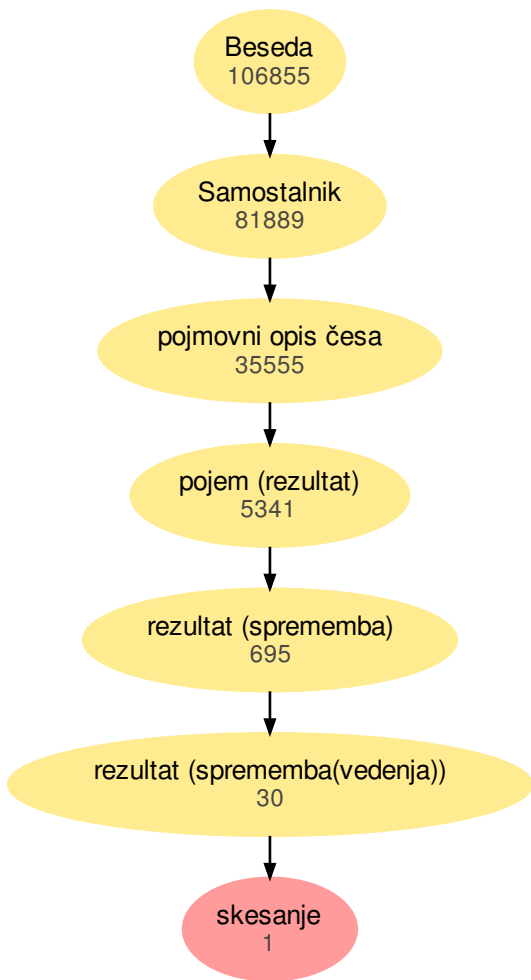 Beseda
106855
Samostalnik
81889
pojmovni opis česa
35555
pojem (rezultat)
5341
rezultat (sprememba)
695
rezultat (sprememba(vedenja))
30
skesanje
1